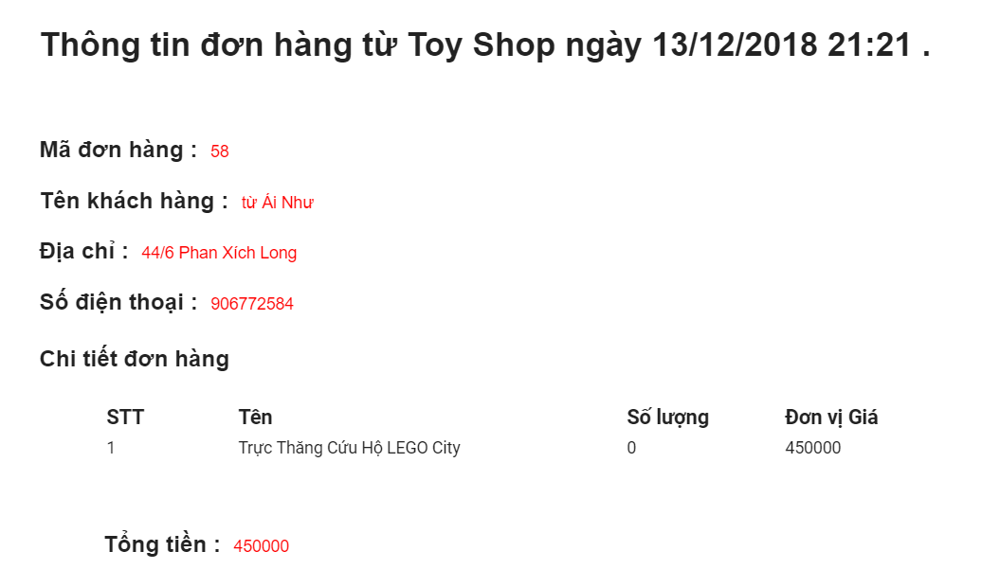 Thông tin đơn hàng từ Toy Shop ngày 13/12/2018 21:21 .
Mã đơn hàng : 58
Tên khách hàng : từ Ái Như
Địa chỉ : 44/6 Phan Xích Long
Số điện thoại : 906772584
Chi tiết đơn hàng
STT Tên Số lượng Đơn vị Giá
1 Trực Thăng Cứu Hộ LEGO City 0 450000
Tổng tiền : 450000